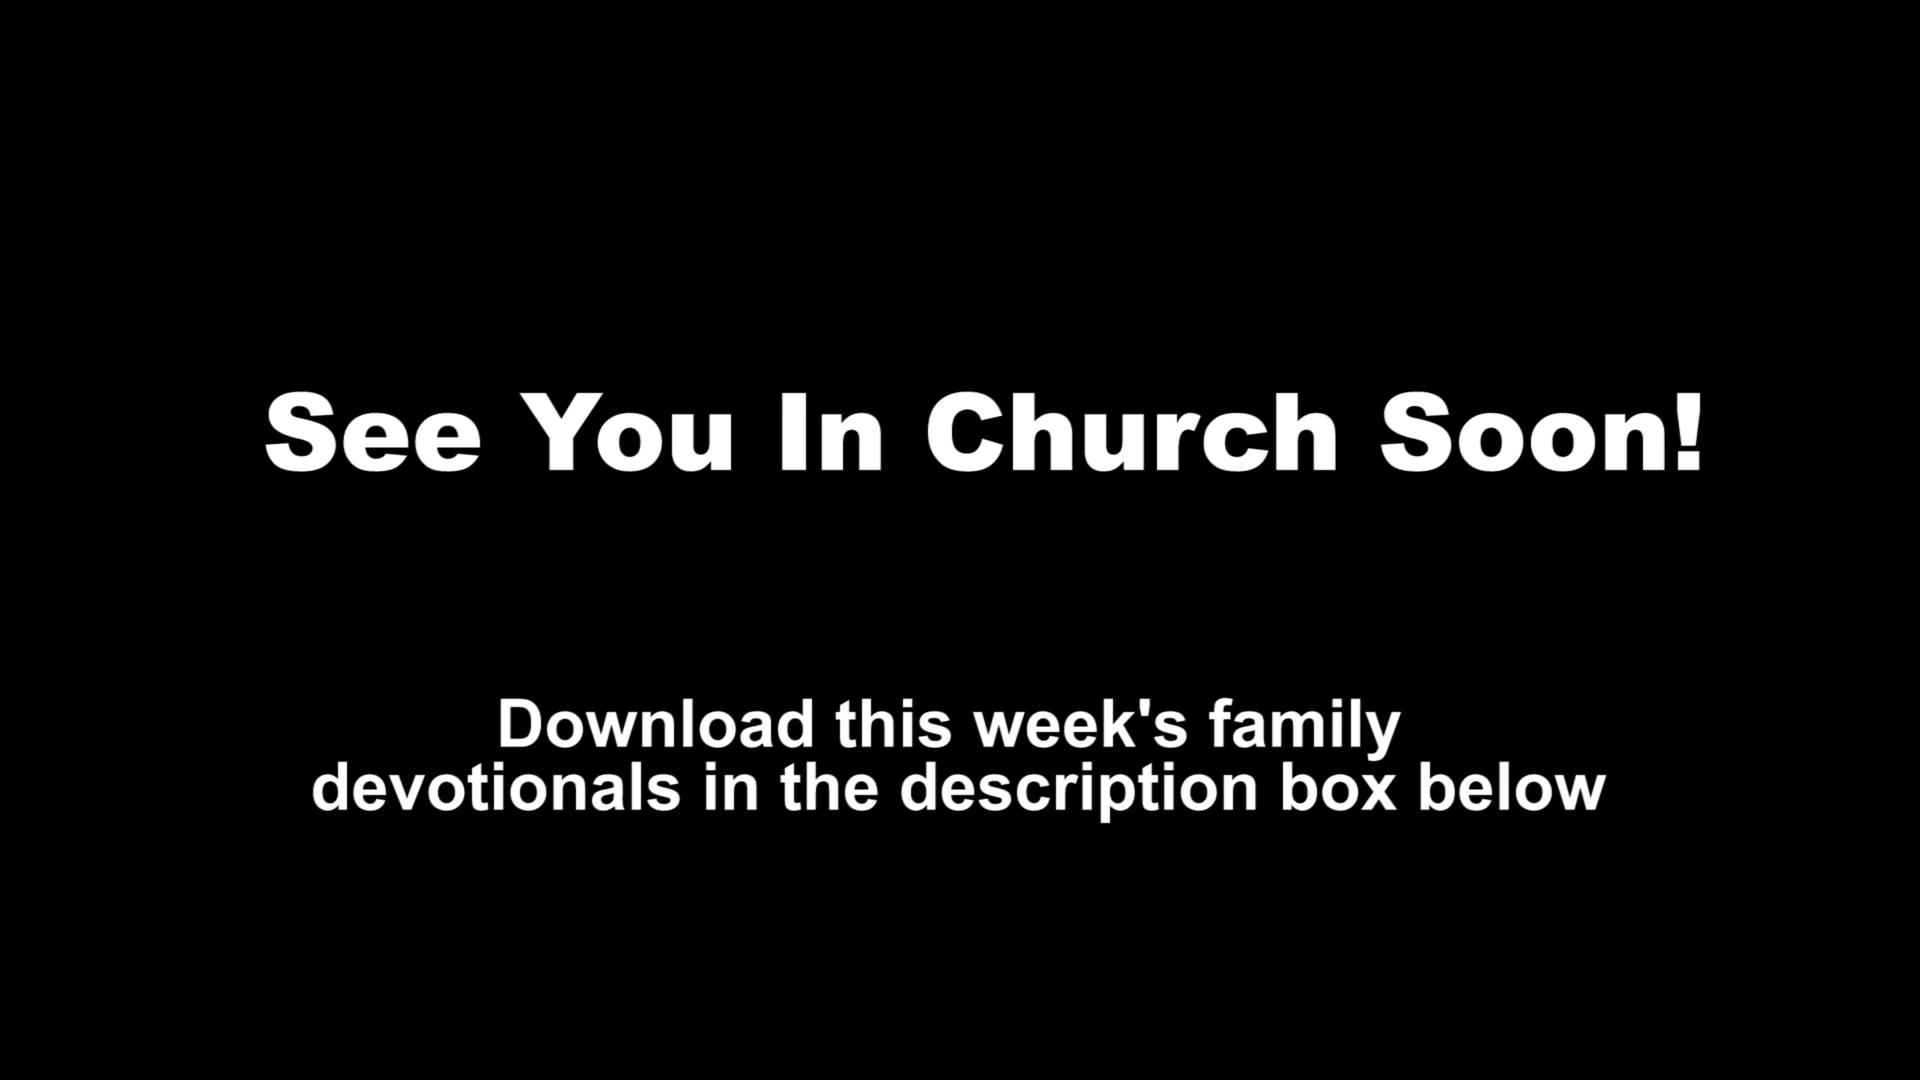 See You In Church Soon!
Download this week's family
devotionals in the description box below